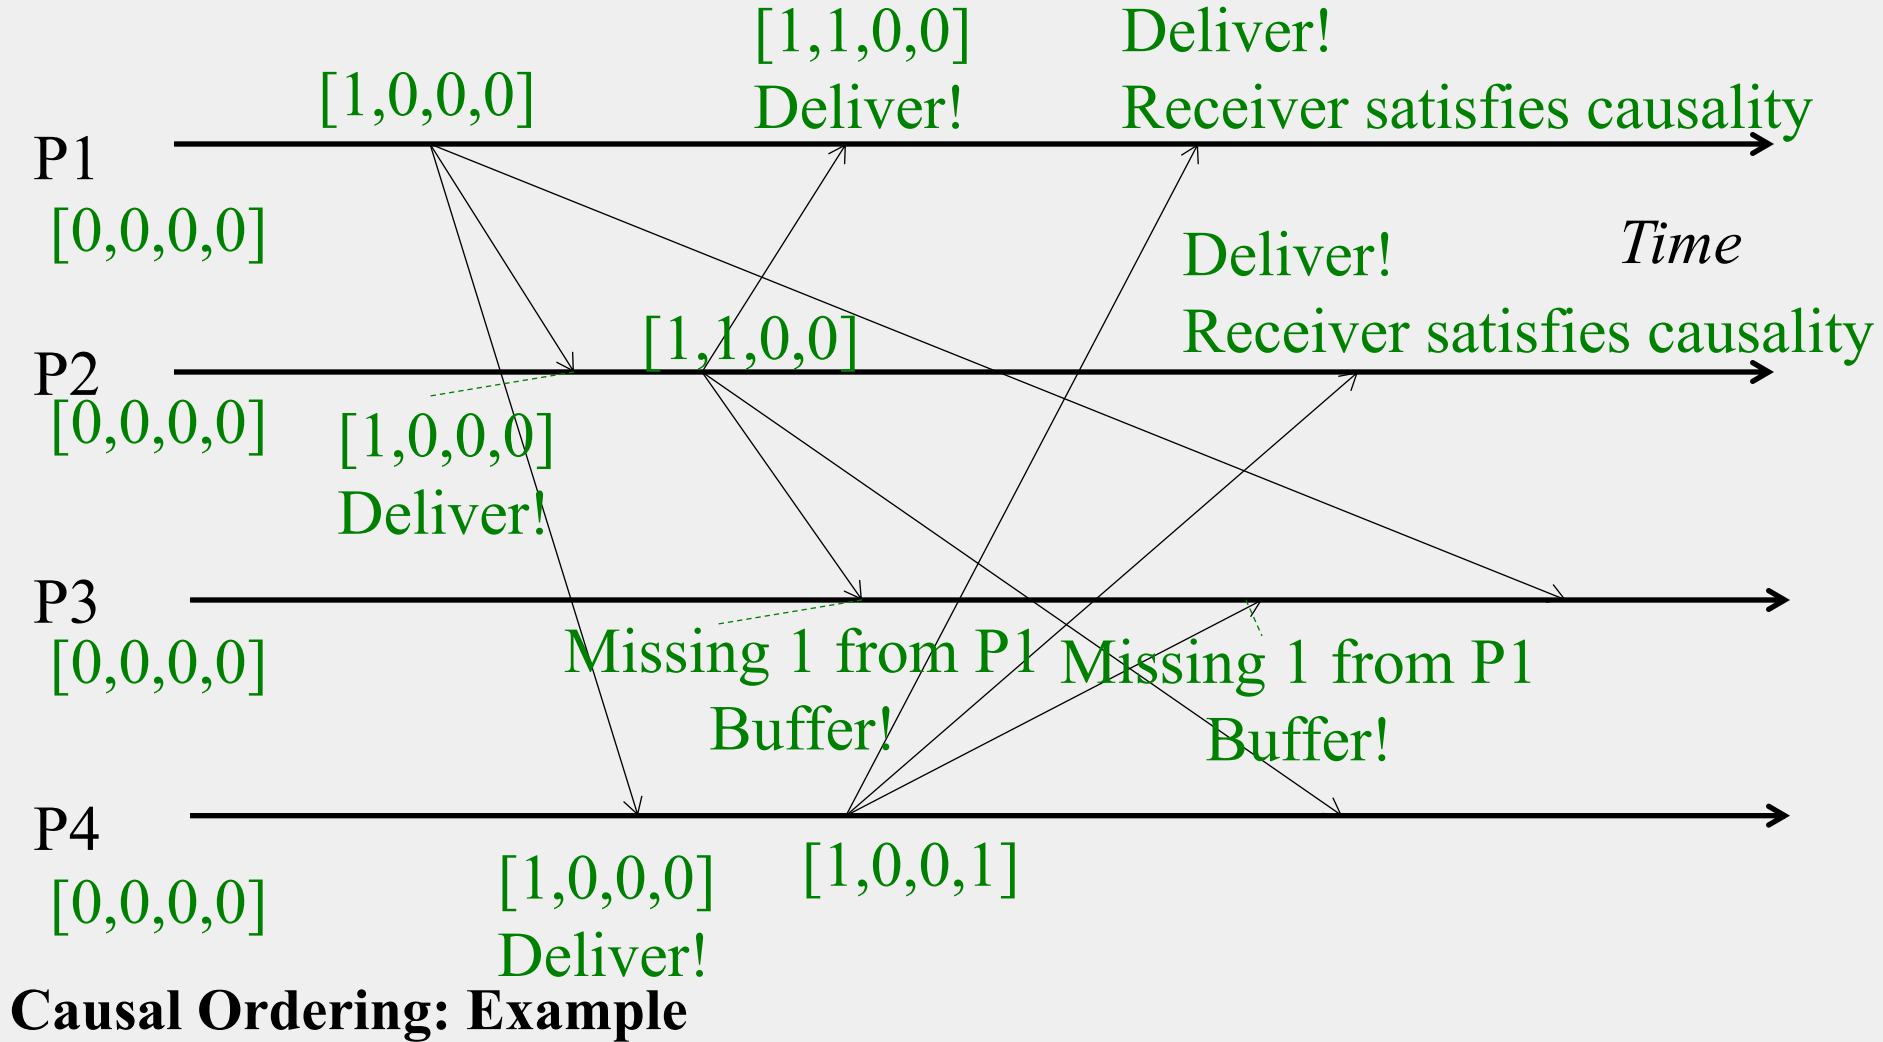 [1,1,0,0]
Deliver!
[1,0,0,0]
Deliver!
Receiver satisfies causality
P1
[0,0,0,0]
Time
Deliver!
Receiver satisfies causality
[1,1,0,0]
P2
[0,0,0,0]
[1,0,0,0]
Deliver!
P3
[0,0,0,0]
Missing 1 from P1
Buffer!
Missing 1 from P1
Buffer!
P4
[0,0,0,0]
[1,0,0,0]
Deliver!
[1,0,0,1]
Causal Ordering: Example